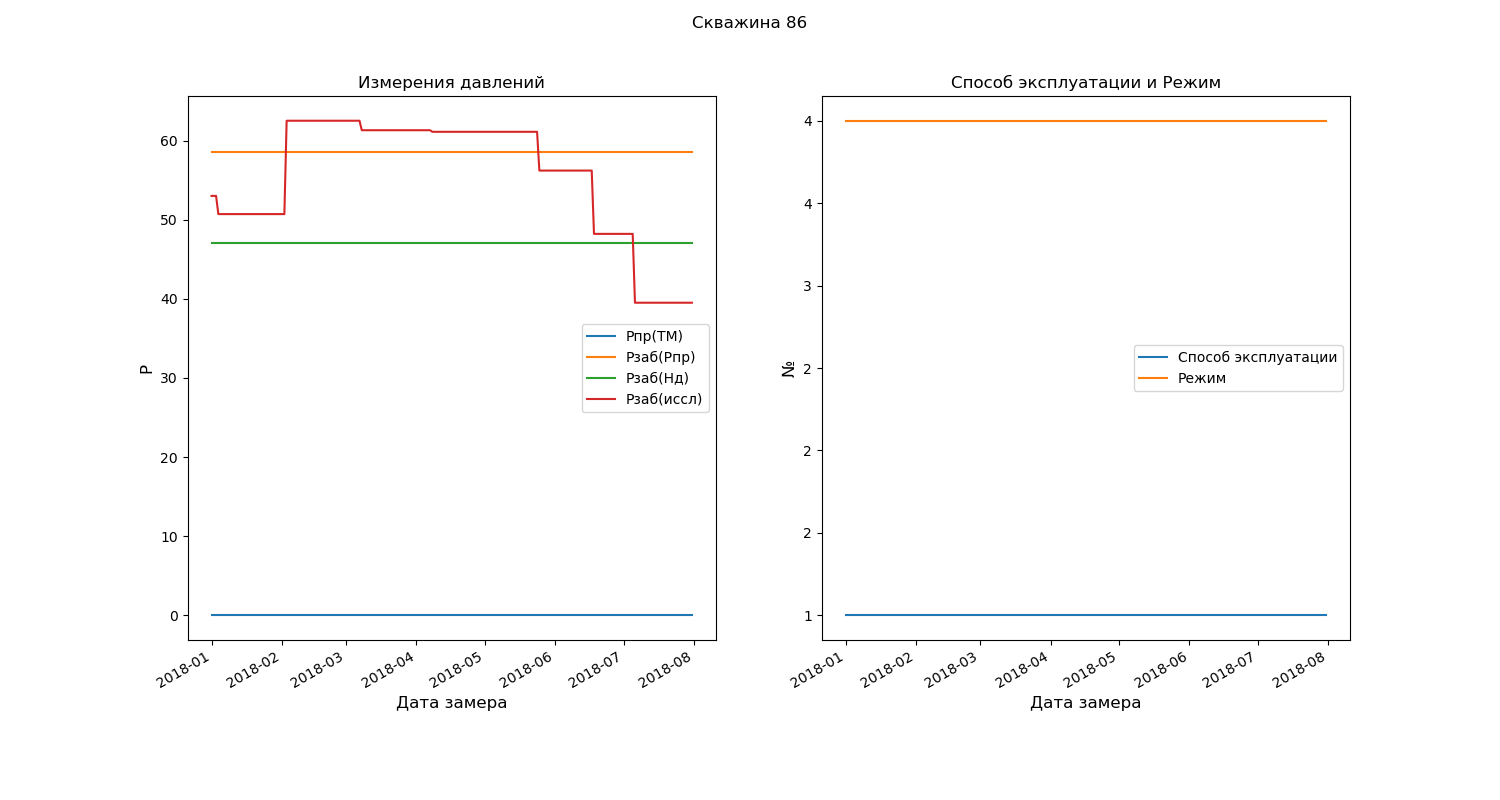 Скважина 86
Измерения давлений
P
60
50
40
30
20
10
0
Рпр(ТМ)
Рзаб(Рпр)
Рзаб(Нд)
Рзаб(иссл)
2018-01 2018-02 2018-03 2018-04 2018-05 2018-06 2018-07 2018-08
Дата замера
Способ эксплуатации и Режим
№
4
4
3
2
2
2
1
Способ эксплуатации
Режим
2018-01 2018-02 2018-03 2018-04 2018-05 2018-06 2018-07 2018-08
Дата замера